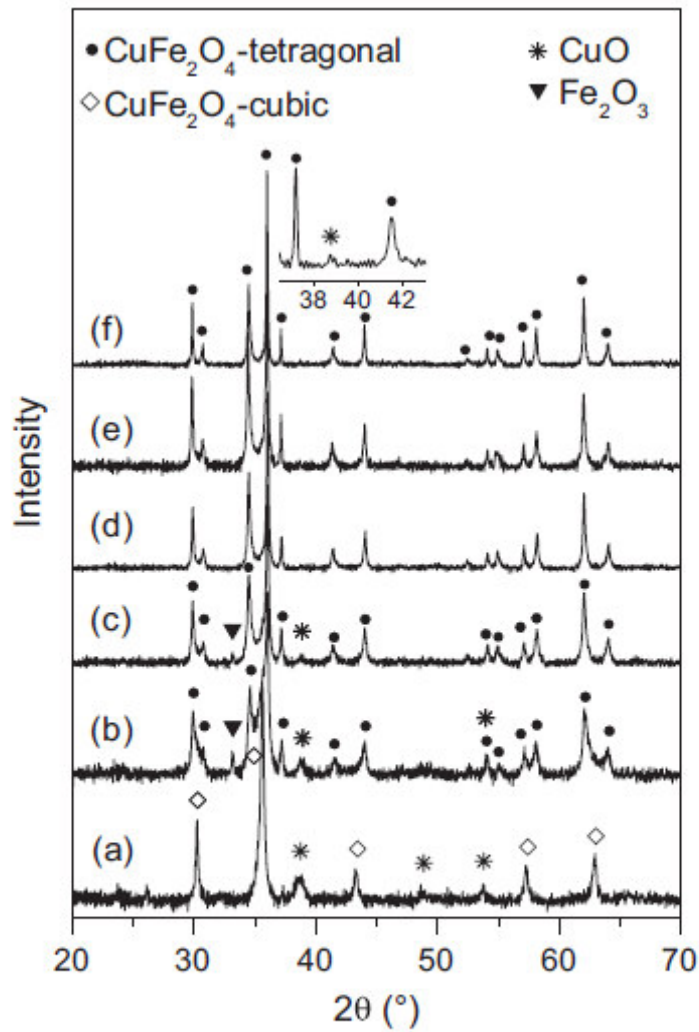 ● CuFe₂O₄-tetragonal
✳ CuO
◇ CuFe₂O₄-cubic
▼ Fe₂O₃
38 40 42
(f)
(e)
(d)
(c)
(b)
(a)
Intensity
20 30 40 50 60 70
2θ (°)